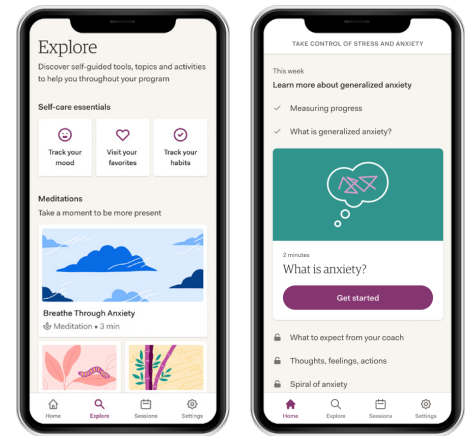 Explore
Discover self-guided tools, topics and activities
to help you throughout your program
Self-care essentials
Track your
mood
Visit your
favorites
Track your
habits
Meditations
Take a moment to be more present
Breathe Through Anxiety
Meditation • 3 min
Home
Explore
Sessions
Settings
TAKE CONTROL OF STRESS AND ANXIETY
This week
Learn more about generalized anxiety
Measuring progress
What is generalized anxiety?
2 minutes
What is anxiety?
Get started
What to expect from your coach
Thoughts, feelings, actions
Spiral of anxiety
Home
Explore
Sessions
Settings